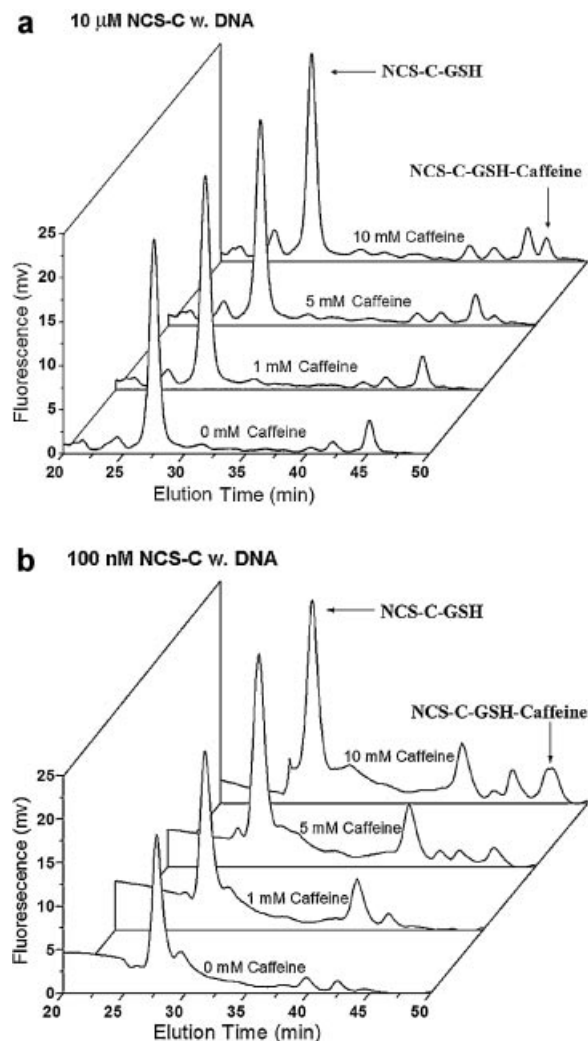 a 10 μM NCS-C w. DNA
NCS-C-GSH
NCS-C-GSH-Caffeine
10 mM Caffeine
5 mM Caffeine
1 mM Caffeine
0 mM Caffeine
Fluorescence (mv)
25
20
15
10
5
0
20 25 30 35 40 45 50
Elution Time (min)
b 100 nM NCS-C w. DNA
NCS-C-GSH
NCS-C-GSH-Caffeine
10 mM Caffeine
5 mM Caffeine
1 mM Caffeine
0 mM Caffeine
Fluoresecence (mv)
25
20
15
10
5
0
20 25 30 35 40 45 50
Elution Time (min)